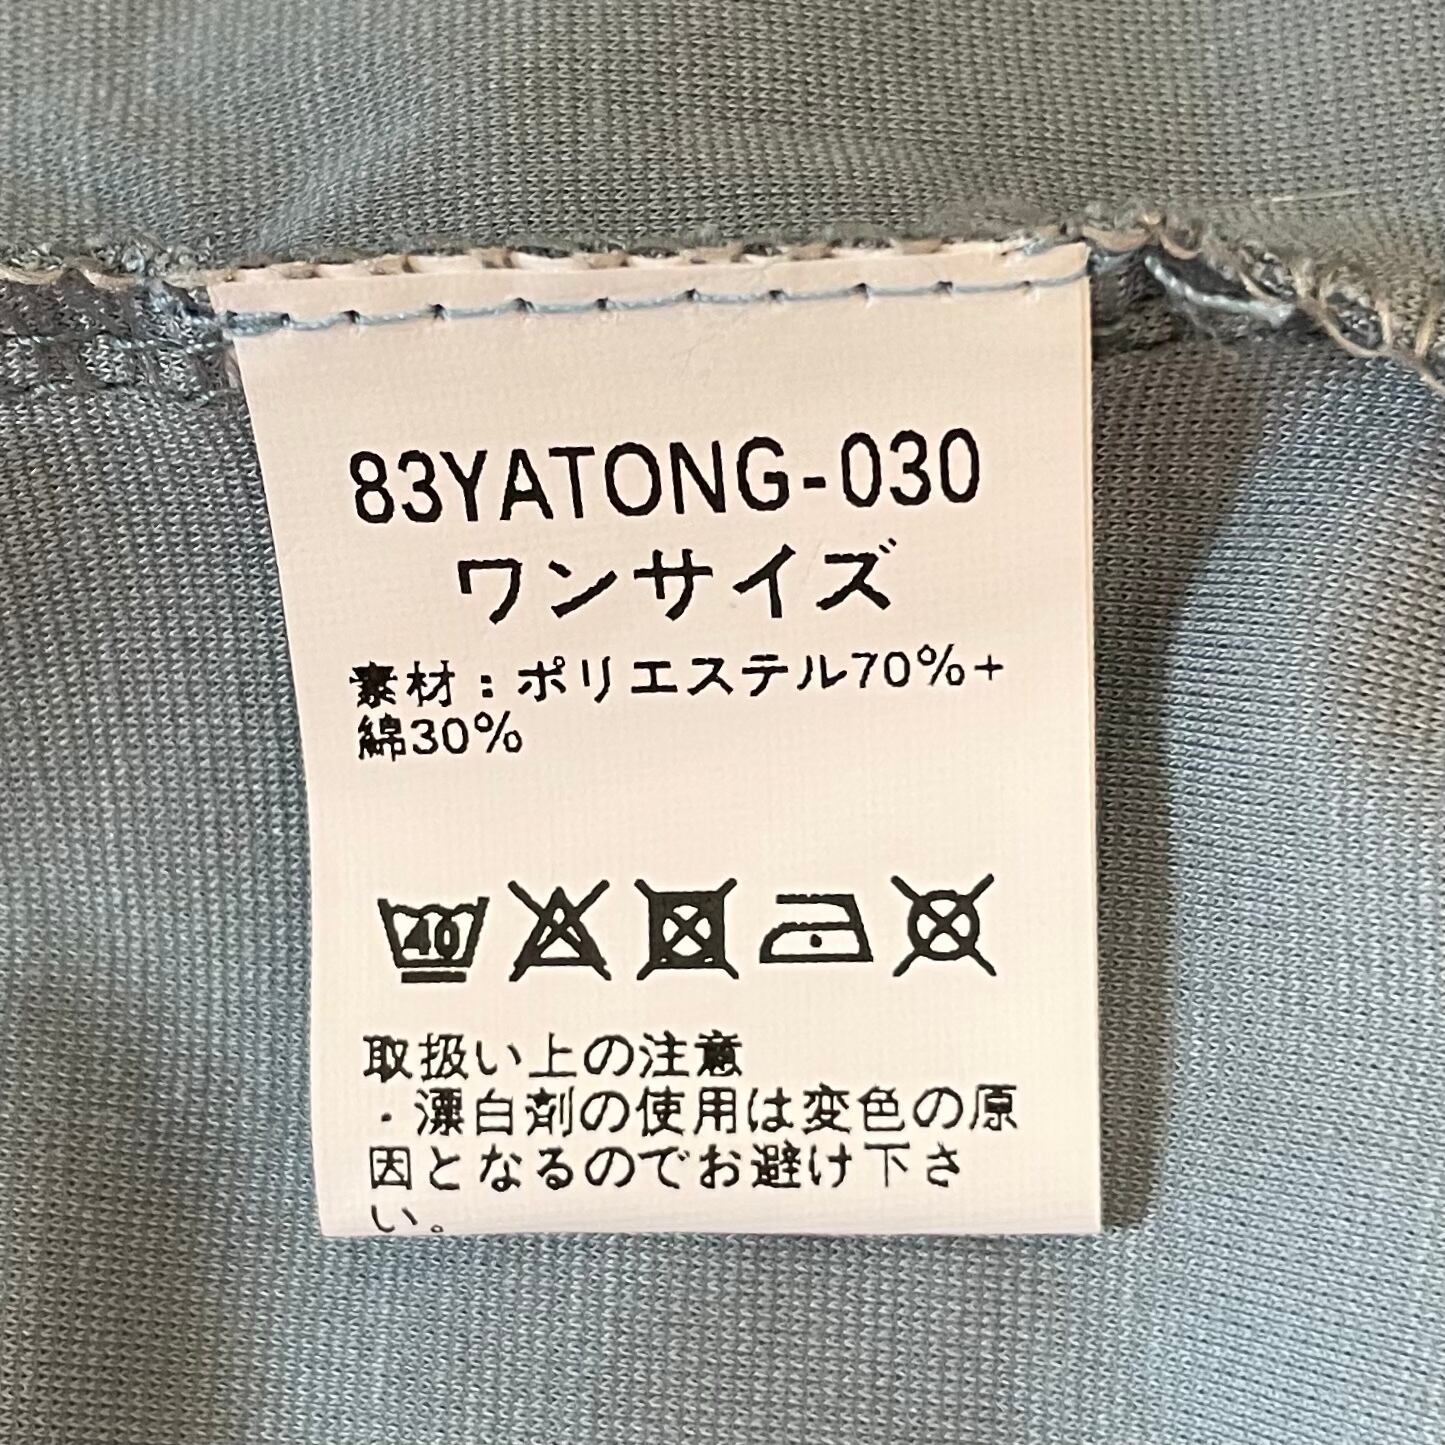 83YATONG-030
ワンサイズ
素材：ポリエステル70%+
綿30%
40
取扱い上の注意
・漂白剤の使用は変色の原
因となるのでお避け下さ
い。